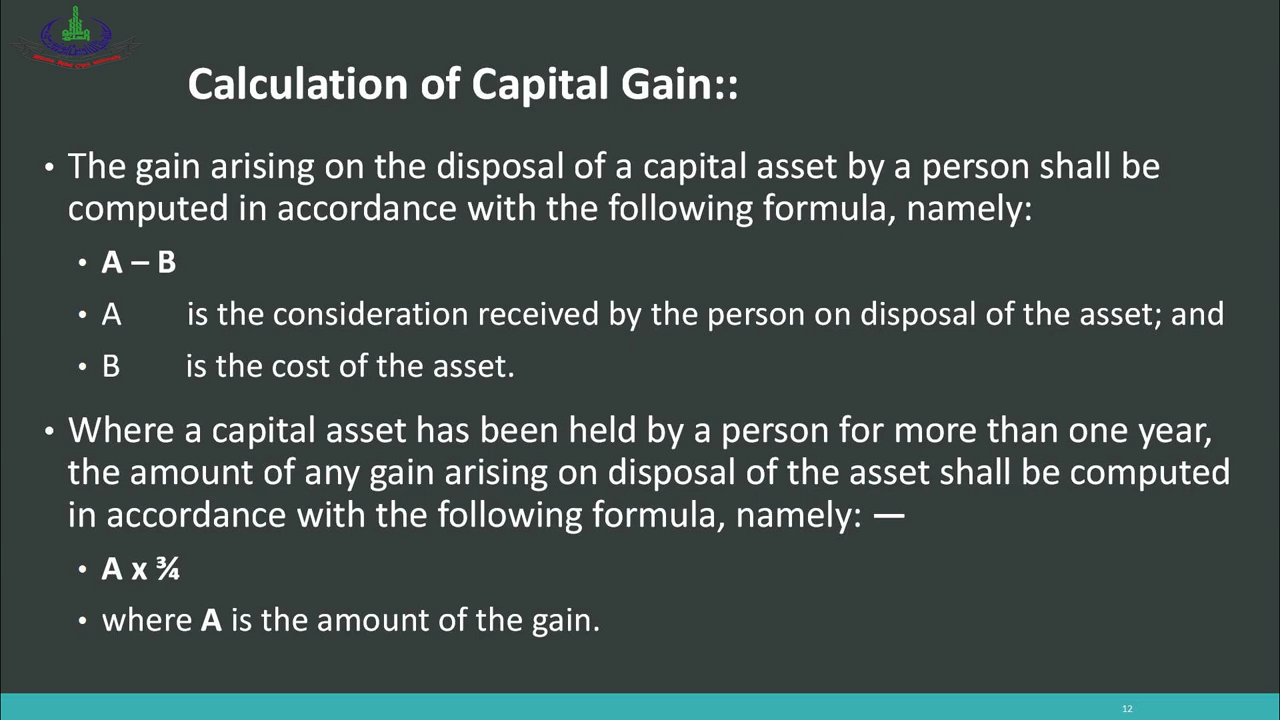 Calculation of Capital Gain::
• The gain arising on the disposal of a capital asset by a person shall be
computed in accordance with the following formula, namely:
• A – B
• A is the consideration received by the person on disposal of the asset; and
• B is the cost of the asset.
• Where a capital asset has been held by a person for more than one year,
the amount of any gain arising on disposal of the asset shall be computed
in accordance with the following formula, namely: —
• A x ¾
• where A is the amount of the gain.
12